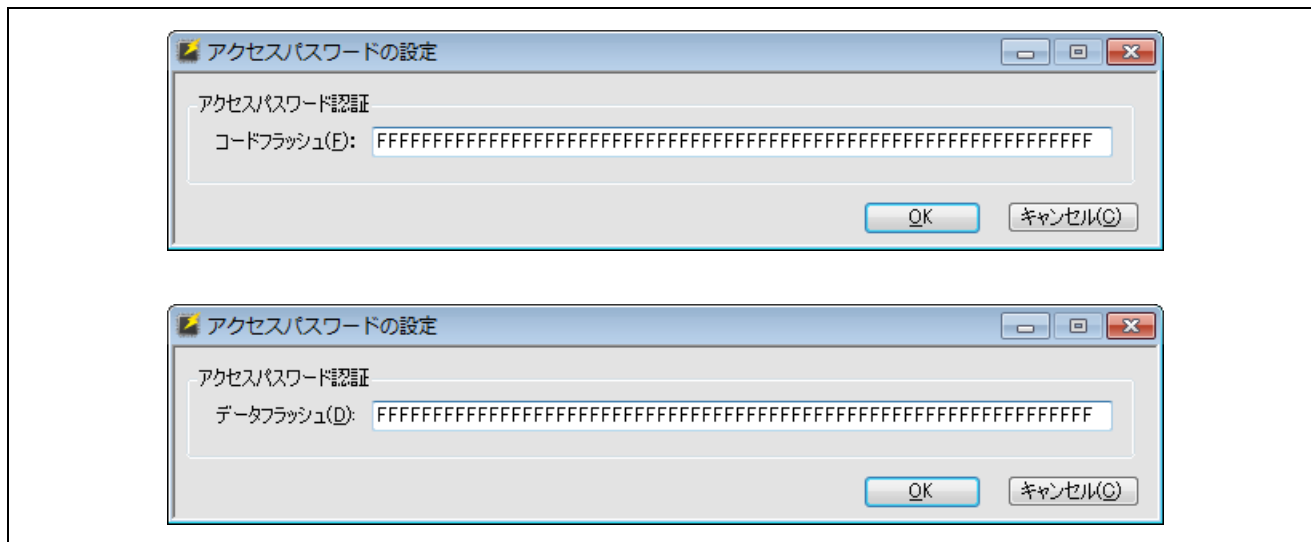 アクセスパスワードの設定
アクセスパスワード認証
コードフラッシュ(F): FFFFFFFFFFFFFFFFFFFFFFFFFFFFFFFFFFFFFFFFFFFFFFFFFFFFFFFFFFFFFFFF
OK キャンセル(C)
アクセスパスワードの設定
アクセスパスワード認証
データフラッシュ(D): FFFFFFFFFFFFFFFFFFFFFFFFFFFFFFFFFFFFFFFFFFFFFFFFFFFFFFFFFFFFFFFF
OK キャンセル(C)